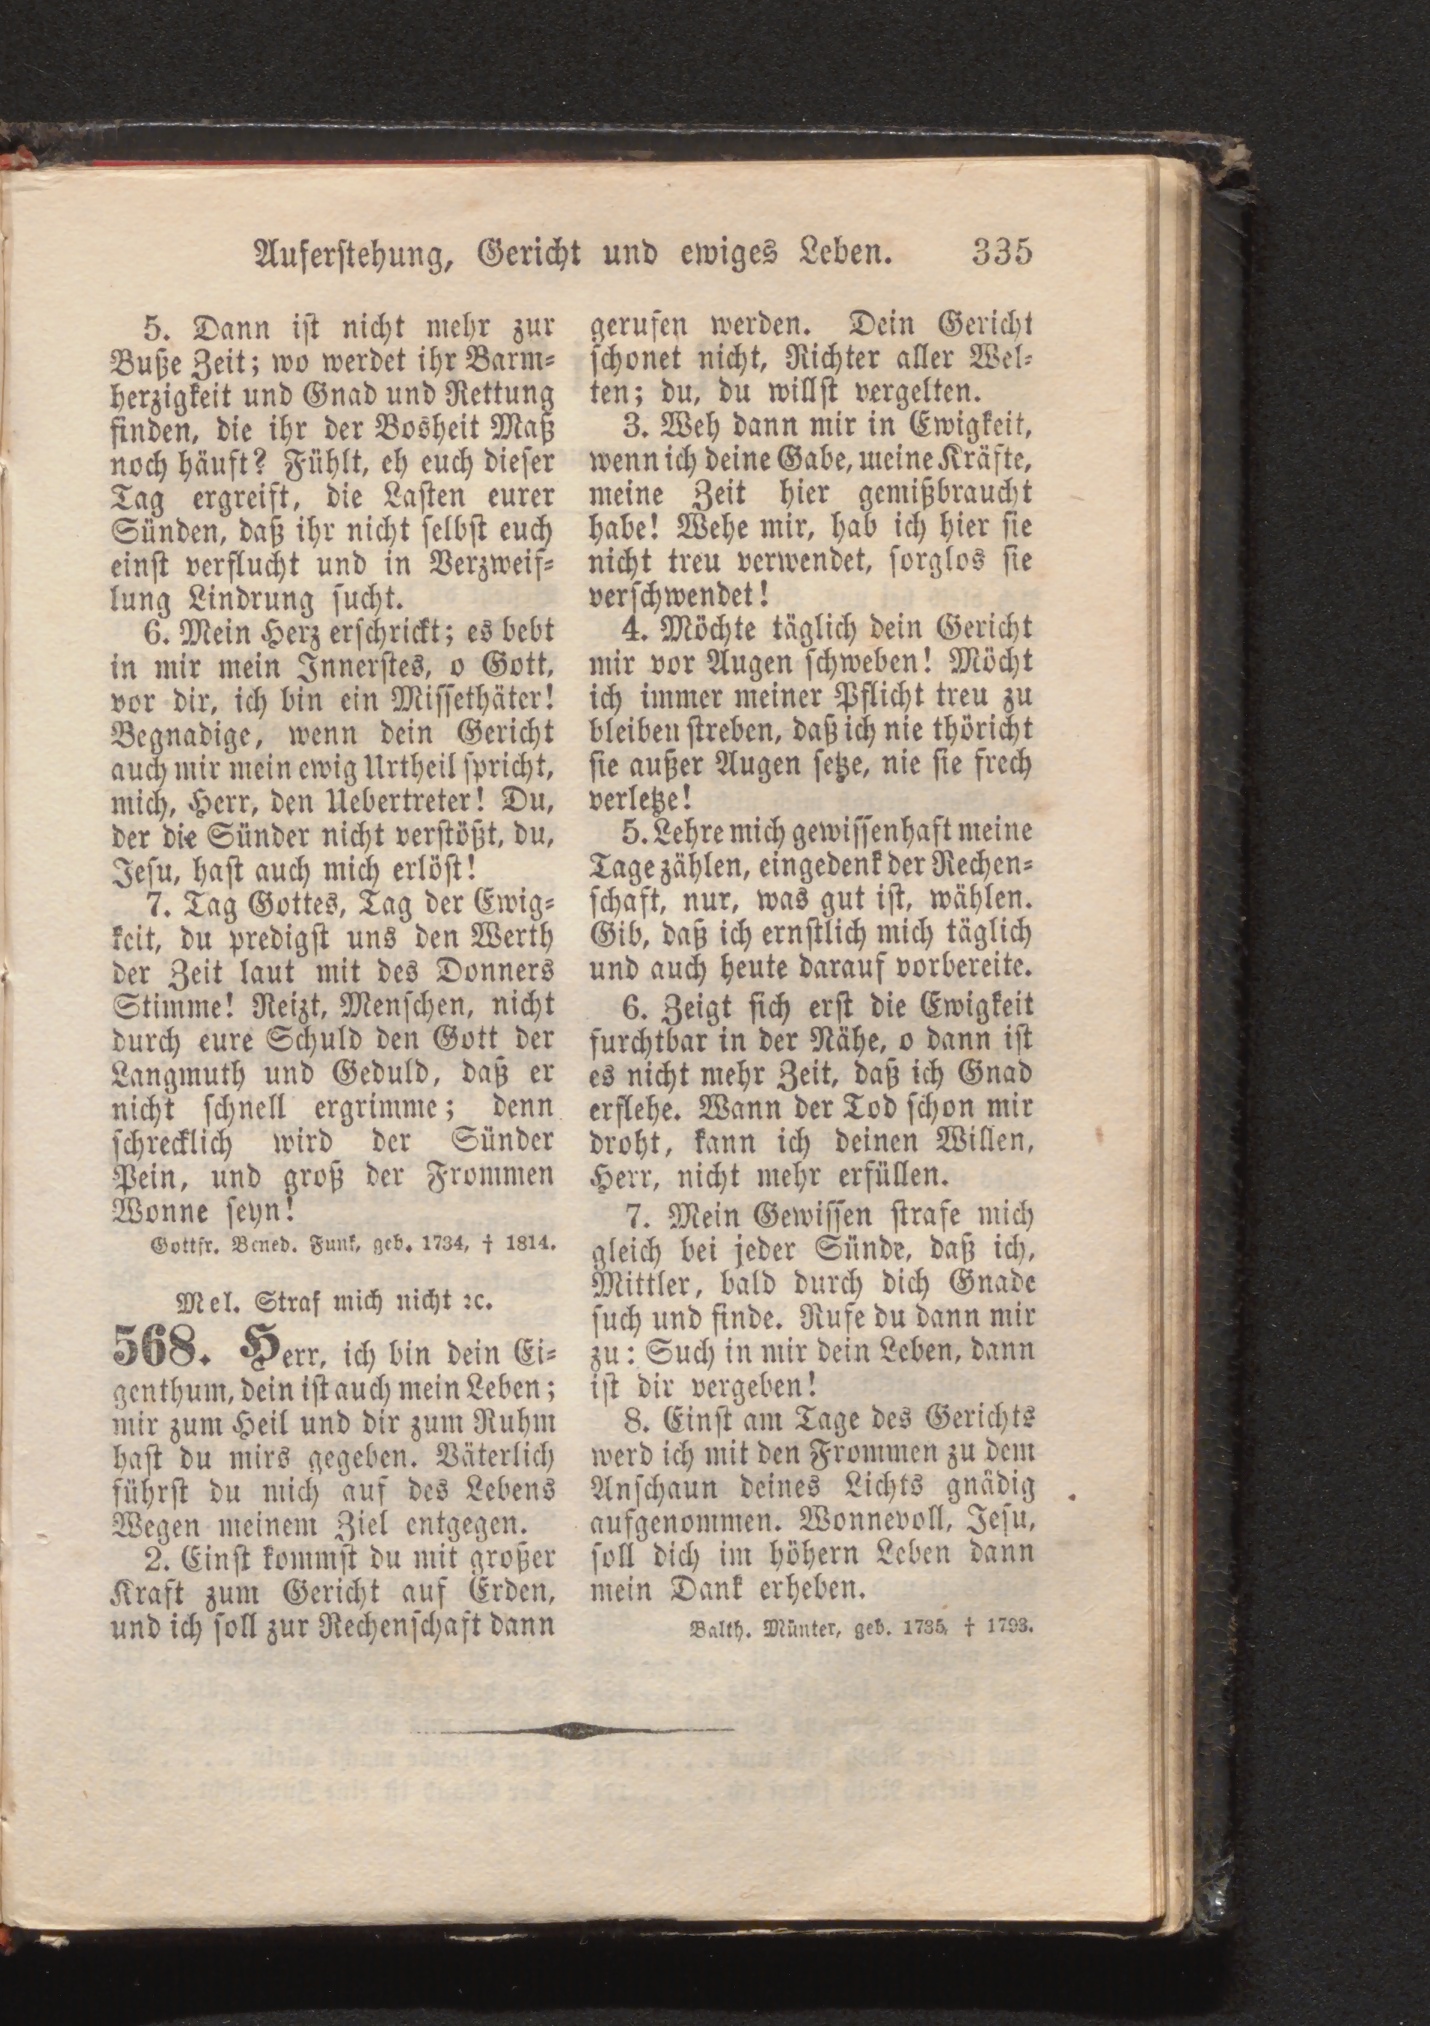 Auferstehung, Gericht und ewiges Leben. 335
5. Dann ist nicht mehr zur
Buße Zeit; wo werdet ihr Barm-
herzigkeit und Gnad und Rettung
finden, die ihr der Bosheit Maß
noch häuft? Fühlt, eh euch dieser
Tag ergreift, die Lasten eurer
Sünden, daß ihr nicht selbst euch
einst verflucht und in Verzweif-
lung Lindrung sucht.
6. Mein Herz erschrickt; es bebt
in mir mein Innerstes, o Gott,
vor dir, ich bin ein Missethäter!
Begnadige, wenn dein Gericht
auch mir mein ewig Urtheil spricht,
mich, Herr, den Uebertreter! Du,
der die Sünder nicht verstößt, du,
Jesu, hast auch mich erlöst!
7. Tag Gottes, Tag der Ewig-
keit, du predigst uns den Werth
der Zeit laut mit des Donners
Stimme! Reizt, Menschen, nicht
durch eure Schuld den Gott der
Langmuth und Geduld, daß er
nicht schnell ergrimme; denn
schrecklich wird der Sünder
Pein, und groß der Frommen
Wonne seyn!
Gottfr. Bened. Funk, geb. 1734, † 1814.
Mel. Straf mich nicht ꝛc.
568. Herr, ich bin dein Ei-
genthum, dein ist auch mein Leben;
mir zum Heil und dir zum Ruhm
hast du mirs gegeben. Väterlich
führst du mich auf des Lebens
Wegen meinem Ziel entgegen.
2. Einst kommst du mit großer
Kraft zum Gericht auf Erden,
und ich soll zur Rechenschaft dann
gerufen werden. Dein Gericht
schonet nicht, Richter aller Wel-
ten; du, du willst vergelten.
3. Weh dann mir in Ewigkeit,
wenn ich deine Gabe, meine Kräfte,
meine Zeit hier gemißbraucht
habe! Wehe mir, hab ich hier sie
nicht treu verwendet, sorglos sie
verschwendet!
4. Möchte täglich dein Gericht
mir vor Augen schweben! Möcht
ich immer meiner Pflicht treu zu
bleiben streben, daß ich nie thöricht
sie außer Augen setze, nie sie frech
verletze!
5. Lehre mich gewissenhaft meine
Tage zählen, eingedenk der Rechen-
schaft, nur, was gut ist, wählen.
Gib, daß ich ernstlich mich täglich
und auch heute darauf vorbereite.
6. Zeigt sich erst die Ewigkeit
furchtbar in der Nähe, o dann ist
es nicht mehr Zeit, daß ich Gnad
erflehe. Wann der Tod schon mir
droht, kann ich deinen Willen,
Herr, nicht mehr erfüllen.
7. Mein Gewissen strafe mich
gleich bei jeder Sünde, daß ich,
Mittler, bald durch dich Gnade
such und finde. Rufe du dann mir
zu: Such in mir dein Leben, dann
ist dir vergeben!
8. Einst am Tage des Gerichts
werd ich mit den Frommen zu dem
Anschaun deines Lichts gnädig
aufgenommen. Wonnevoll, Jesu,
soll dich im höhern Leben dann
mein Dank erheben.
Balth. Münter, geb. 1735, † 1793.